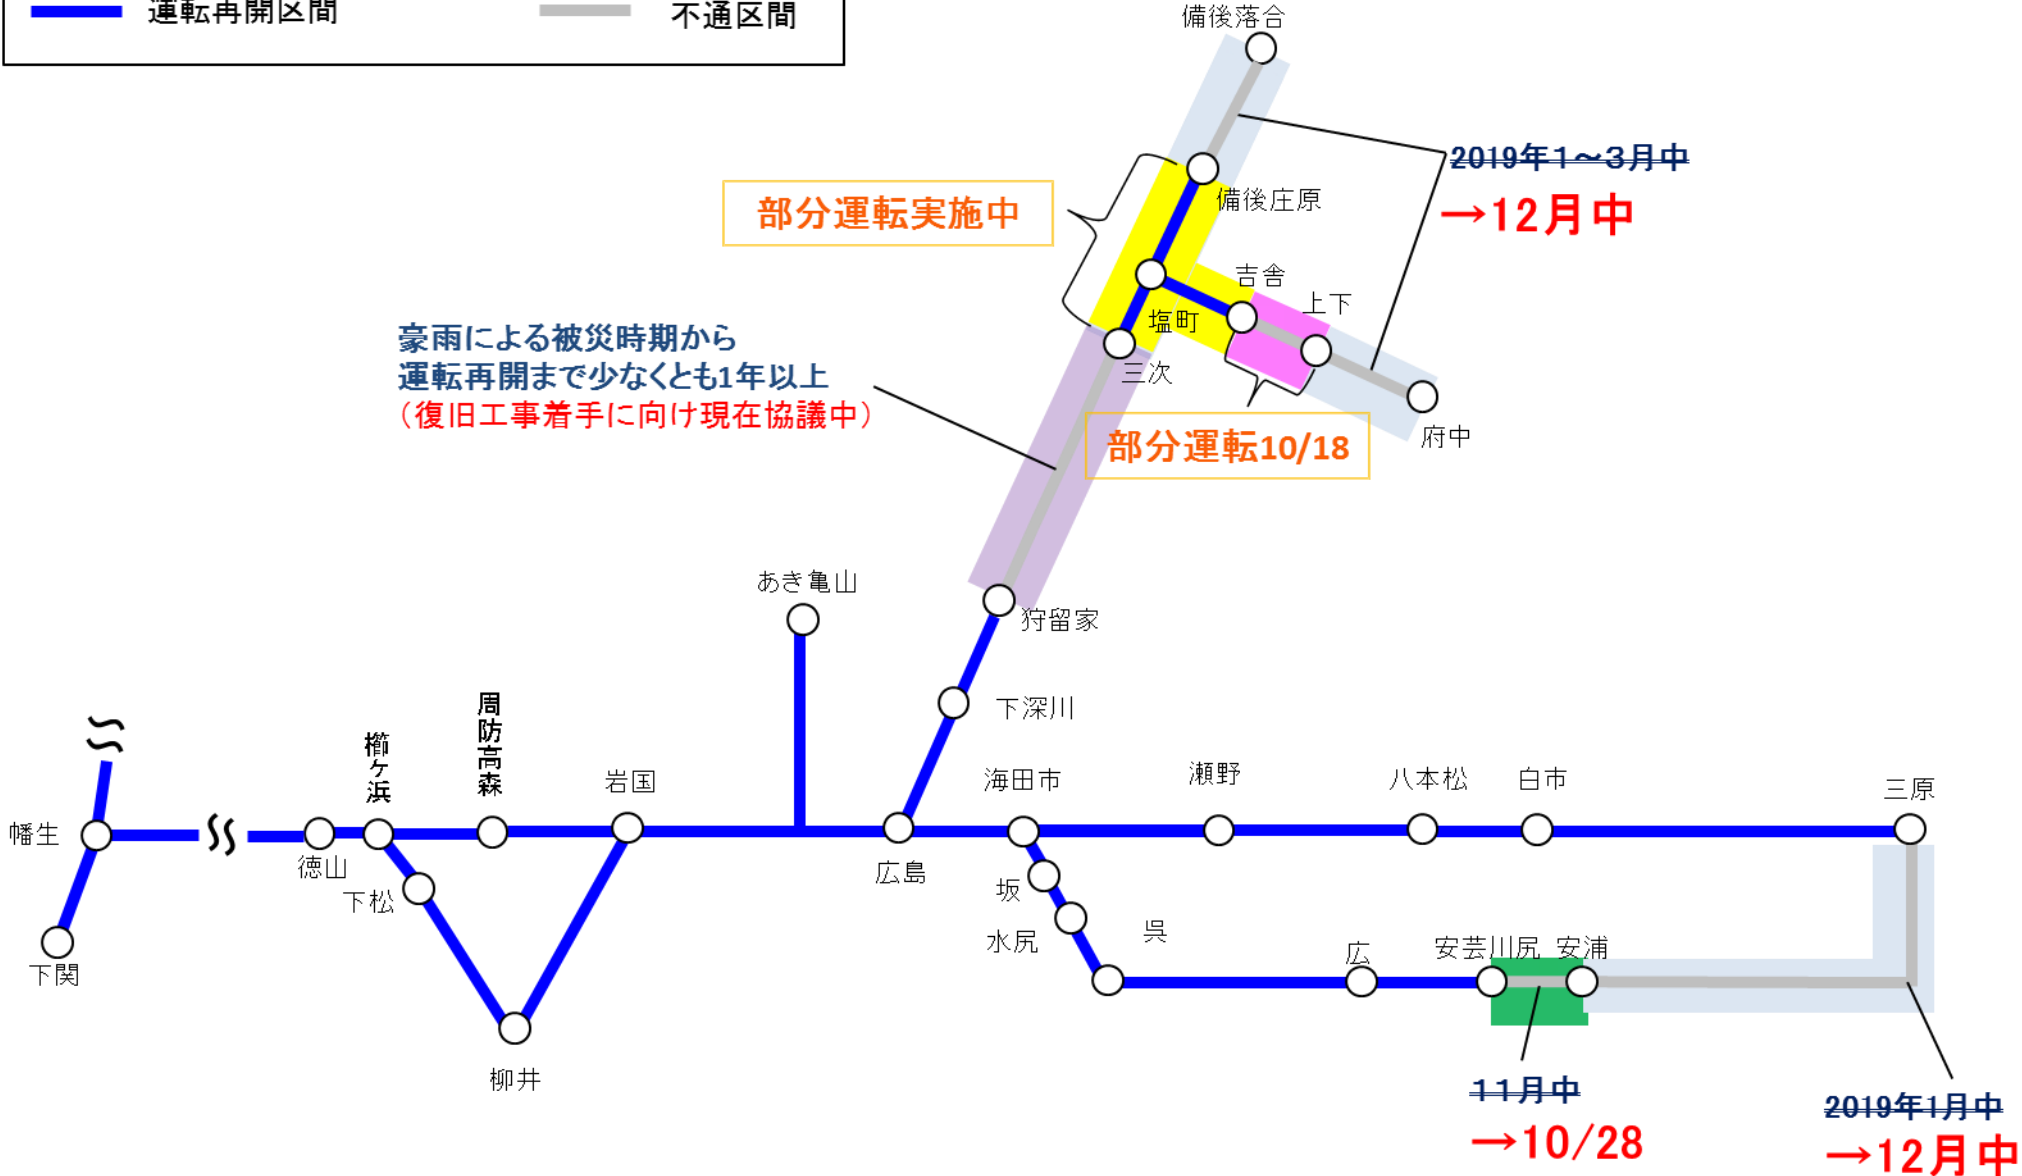 運転再開区間
不通区間
備後落合
2019年1～3月中
→12月中
部分運転実施中
備後庄原
吉舎
上下
塩町
三次
府中
豪雨による被災時期から
運転再開まで少なくとも1年以上
（復旧工事着手に向け現在協議中）
部分運転10/18
あき亀山
狩留家
下深川
周防高森
櫛ヶ浜
岩国
海田市
瀬野
八本松
白市
三原
幡生
徳山
下松
広島
坂
水尻
呉
広
安芸川尻
安浦
下関
柳井
11月中
→10/28
2019年1月中
→12月中